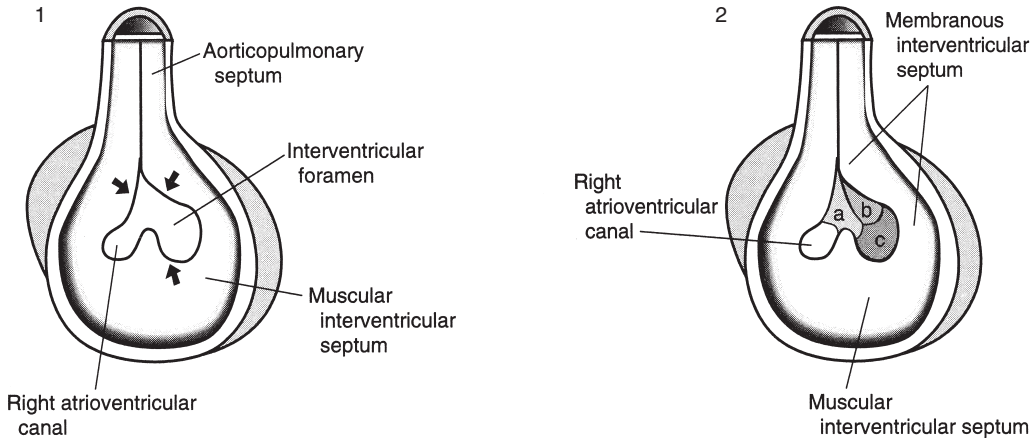 1
Aorticopulmonary
septum
Interventricular
foramen
Muscular
interventricular
septum
Right atrioventricular
canal
2
Membranous
interventricular
septum
Right
atrioventricular
canal
a
b
c
Muscular
interventricular septum